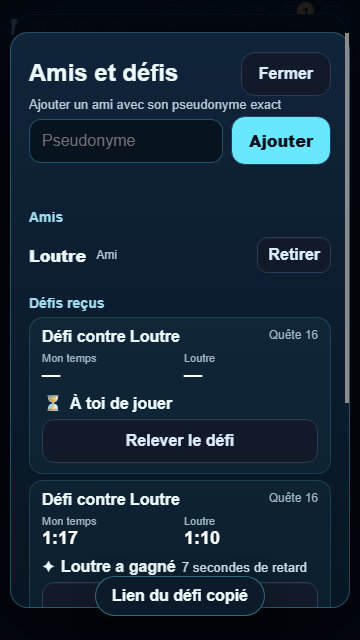 Amis et défis
Fermer
Ajouter un ami avec son pseudonyme exact
Pseudonyme
Ajouter
Amis
Loutre Ami
Retirer
Défis reçus
Défi contre Loutre
Quête 16
Mon temps
Loutre
—
—
⏳ À toi de jouer
Relever le défi
Défi contre Loutre
Quête 16
Mon temps
Loutre
1:17
1:10
✦ Loutre a gagné 7 secondes de retard
Lien du défi copié